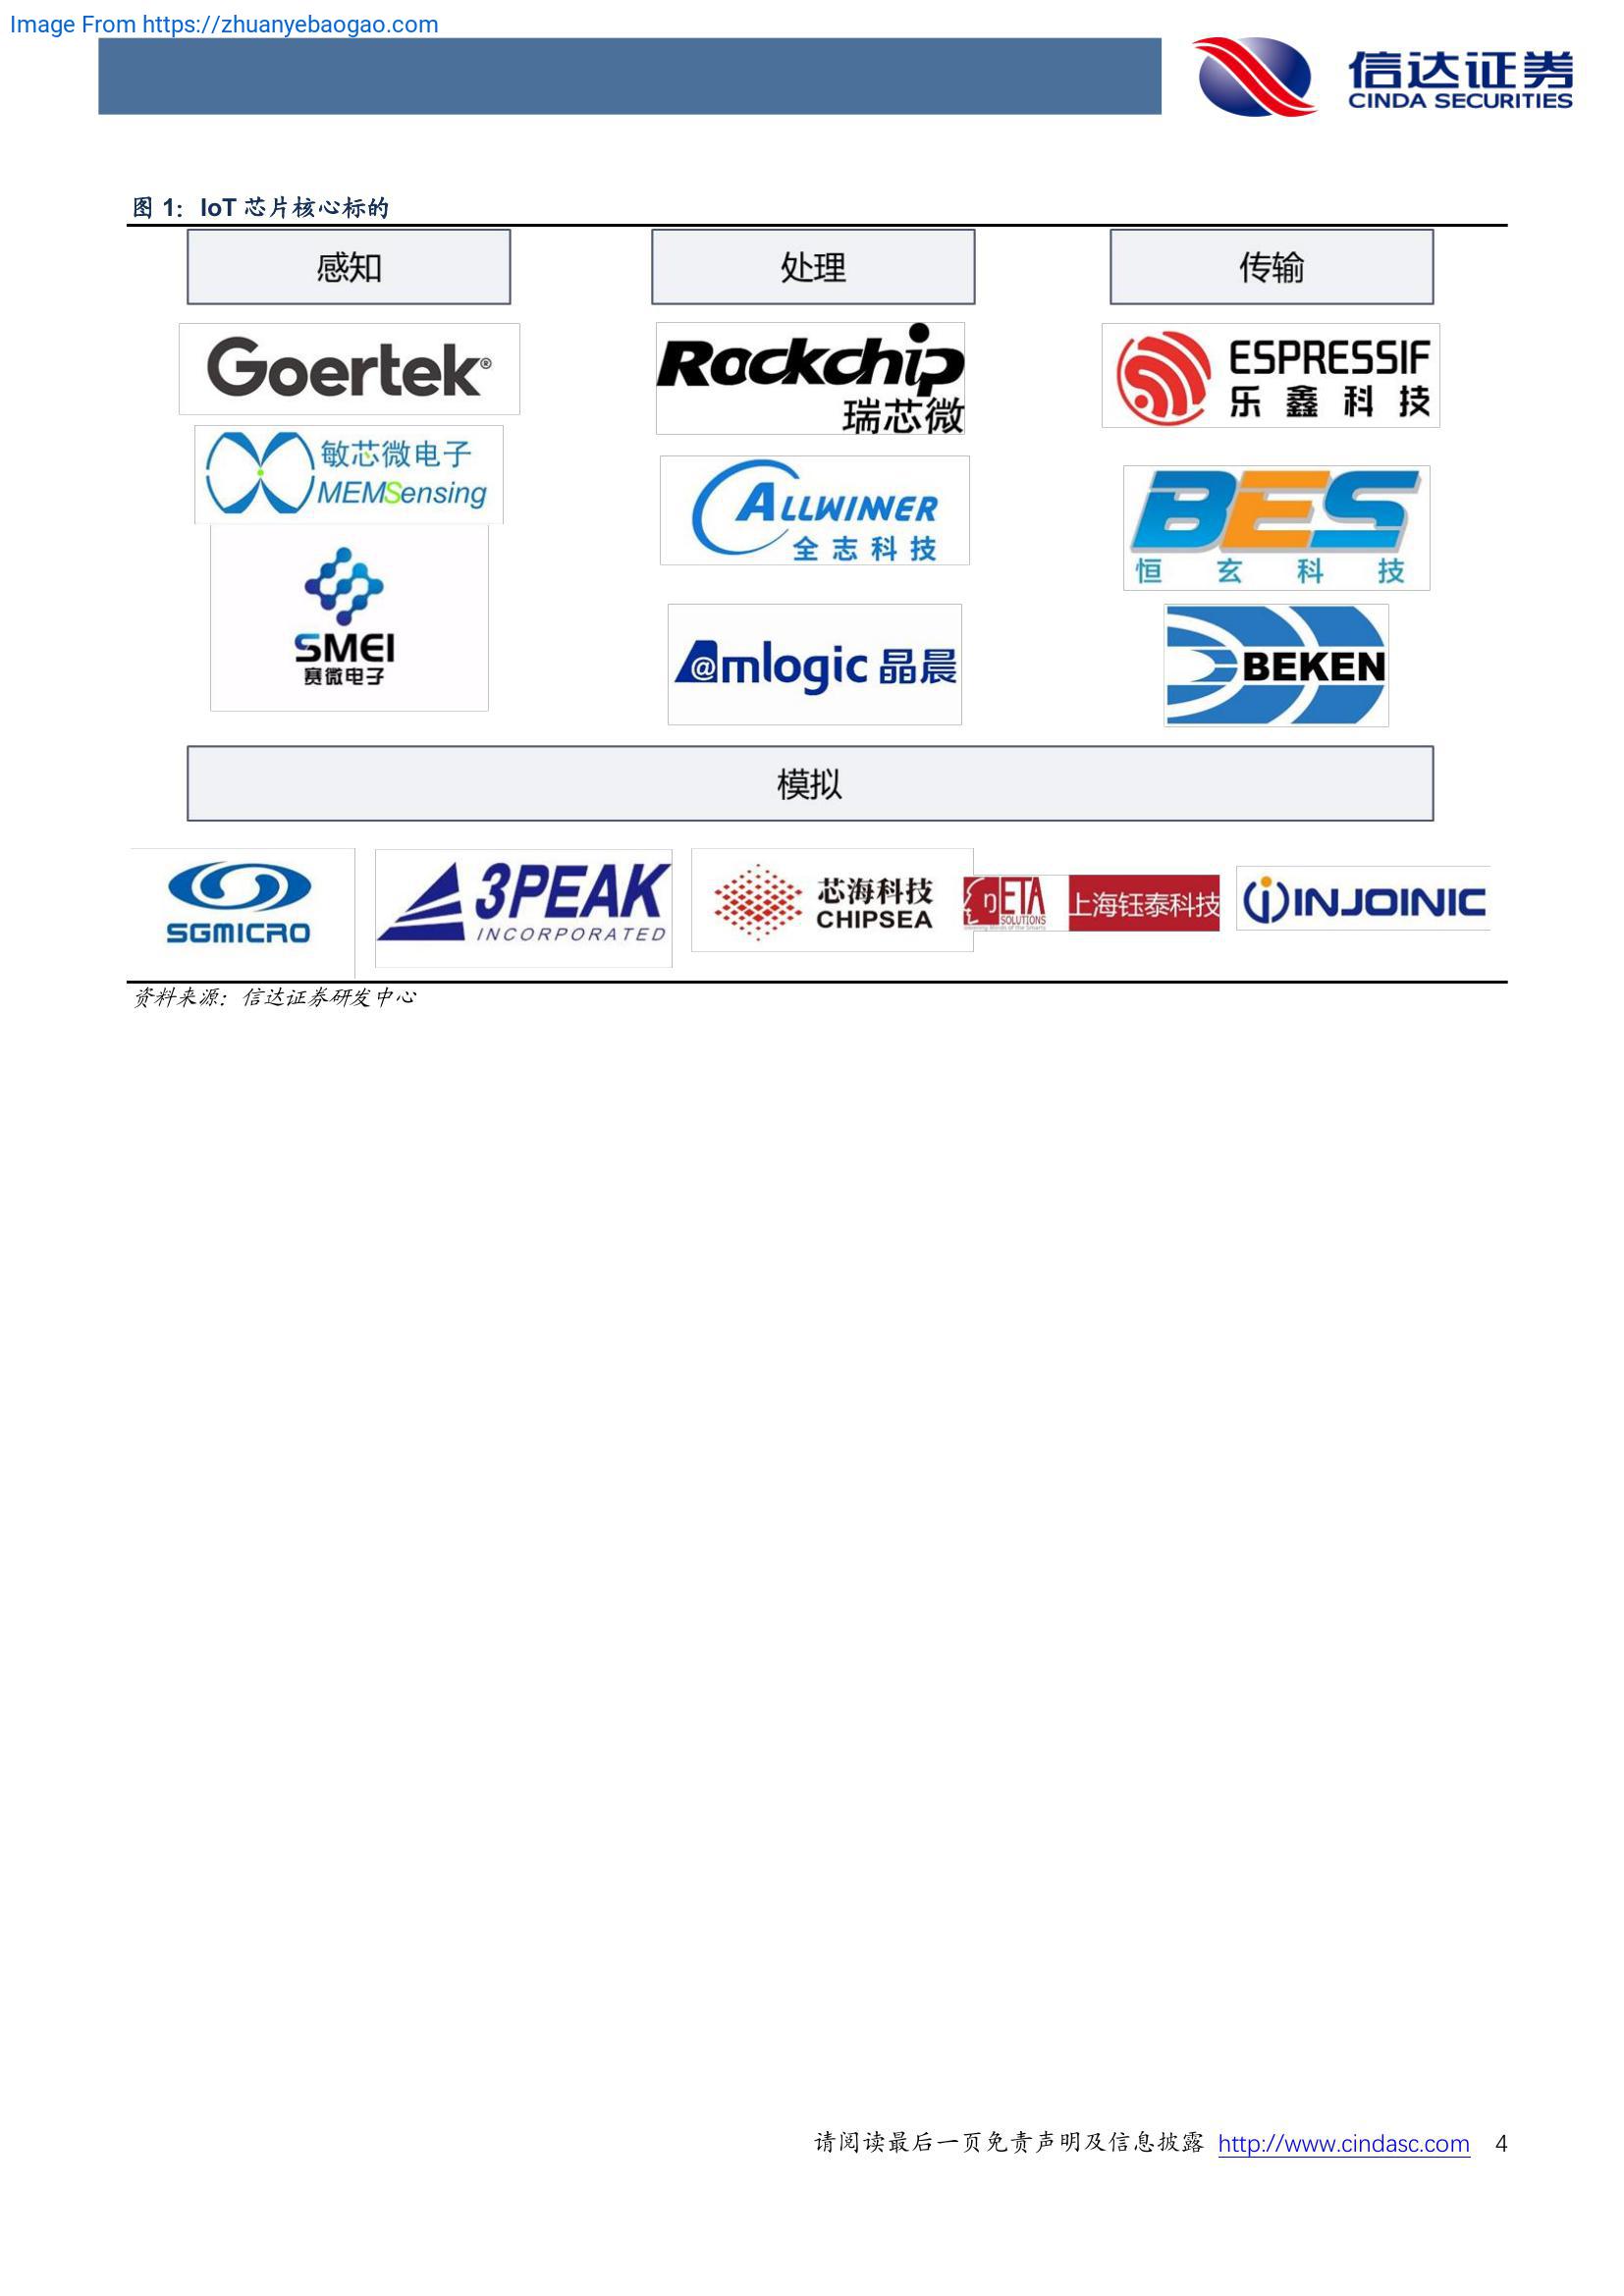 Image From https://zhuanyebaogao.com
信达证券
CINDA SECURITIES
图 1：IoT 芯片核心标的
感知
处理
传输
Goertek®
Rockchip
瑞芯微
ESPRESSIF
乐鑫科技
敏芯微电子
MEMSensing
ALLWINNER
全志科技
BES
恒玄科技
SMEI
赛微电子
@mlogic 晶晨
BEKEN
模拟
SGMICRO
3PEAK
INCORPORATED
芯海科技
CHIPSEA
ETA
SOLUTIONS
上海钰泰科技
INJOINIC
资料来源：信达证券研发中心
请阅读最后一页免责声明及信息披露 http://www.cindasc.com 4